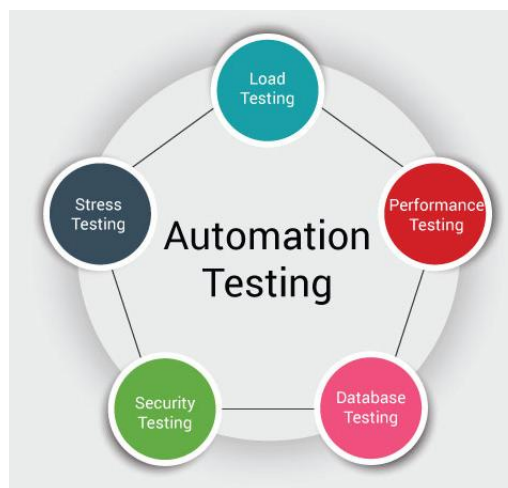 Load
Testing
Stress
Testing
Performance
Testing
Automation
Testing
Security
Testing
Database
Testing